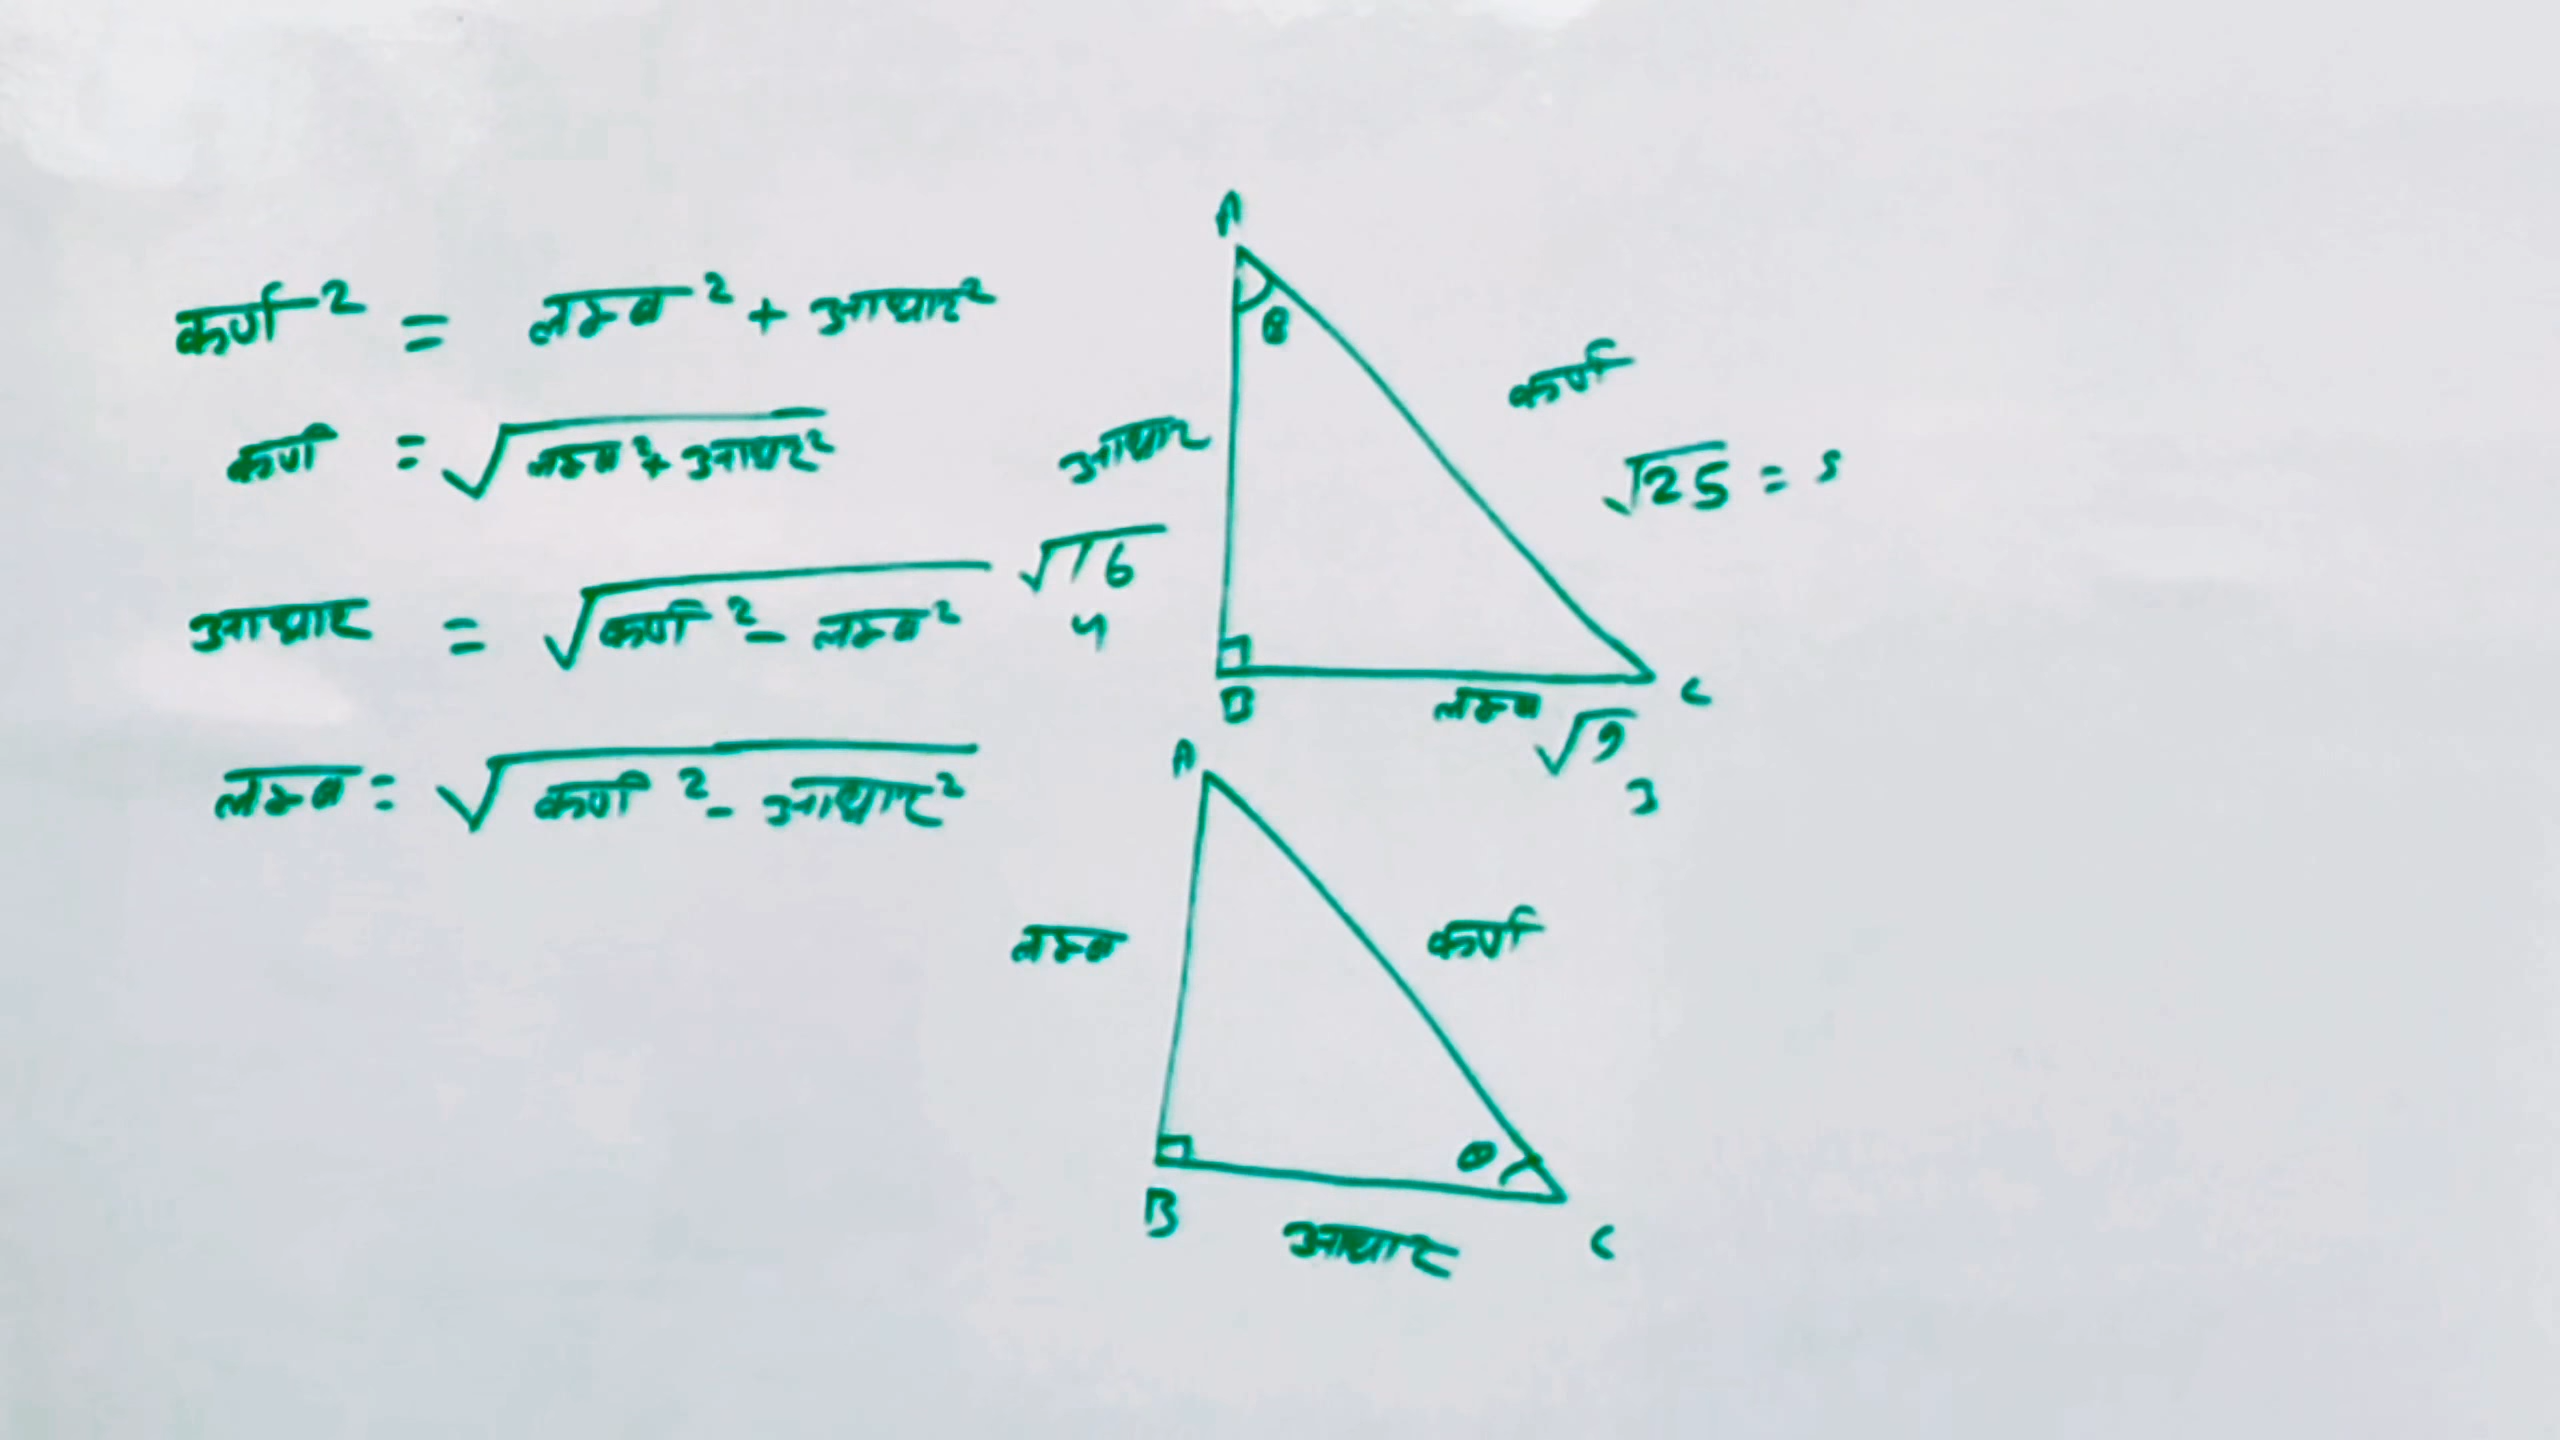 कर्ण² = लम्ब² + आधार²
कर्ण = √लम्ब² + आधार²
आधार = √कर्ण² - लम्ब²
लम्ब = √कर्ण² - आधार²
A
θ
कर्ण
√25 = 5
आधार
√16
4
B
लम्ब
C
√9
3
A
लम्ब
कर्ण
θ
B
आधार
C